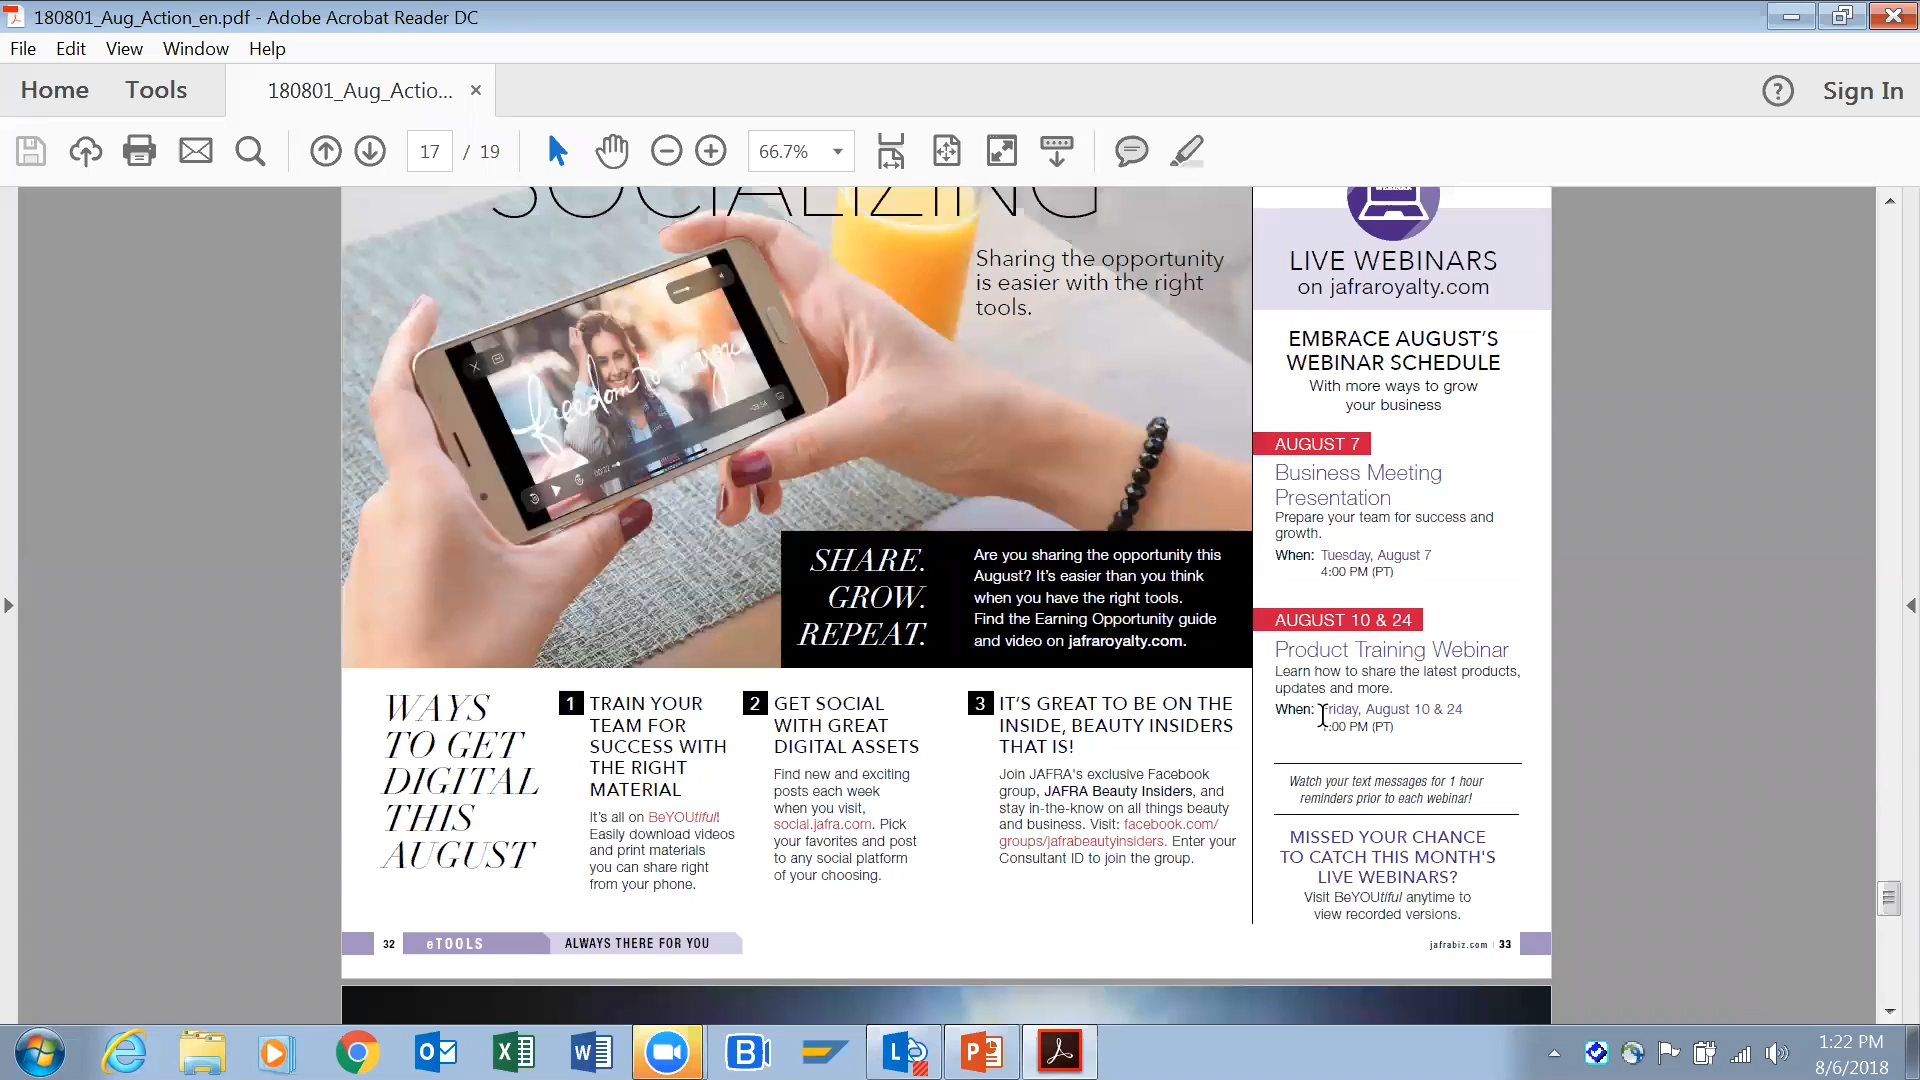 180801_Aug_Action_en.pdf - Adobe Acrobat Reader DC
File Edit View Window Help
Home Tools 180801_Aug_Actio... × Sign In
17 / 19 66.7%
SOCIALIZING
Sharing the opportunity
is easier with the right
tools.
freedom to be you
SHARE.
GROW.
REPEAT.
Are you sharing the opportunity this
August? It's easier than you think
when you have the right tools.
Find the Earning Opportunity guide
and video on jafraroyalty.com.
WAYS
TO GET
DIGITAL
THIS
AUGUST
1 TRAIN YOUR
TEAM FOR
SUCCESS WITH
THE RIGHT
MATERIAL
It's all on BeYOUtiful!
Easily download videos
and print materials
you can share right
from your phone.
2 GET SOCIAL
WITH GREAT
DIGITAL ASSETS
Find new and exciting
posts each week
when you visit,
social.jafra.com. Pick
your favorites and post
to any social platform
of your choosing.
3 IT'S GREAT TO BE ON THE
INSIDE, BEAUTY INSIDERS
THAT IS!
Join JAFRA's exclusive Facebook
group, JAFRA Beauty Insiders, and
stay in-the-know on all things beauty
and business. Visit: facebook.com/
groups/jafrabeautyinsiders. Enter your
Consultant ID to join the group.
32 eTOOLS ALWAYS THERE FOR YOU
WEBINAR
LIVE WEBINARS
on jafraroyalty.com
EMBRACE AUGUST'S
WEBINAR SCHEDULE
With more ways to grow
your business
AUGUST 7
Business Meeting
Presentation
Prepare your team for success and
growth.
When: Tuesday, August 7
4:00 PM (PT)
AUGUST 10 & 24
Product Training Webinar
Learn how to share the latest products,
updates and more.
When: Friday, August 10 & 24
:00 PM (PT)
Watch your text messages for 1 hour
reminders prior to each webinar!
MISSED YOUR CHANCE
TO CATCH THIS MONTH'S
LIVE WEBINARS?
Visit BeYOUtiful anytime to
view recorded versions.
jafrabiz.com | 33
1:22 PM
8/6/2018